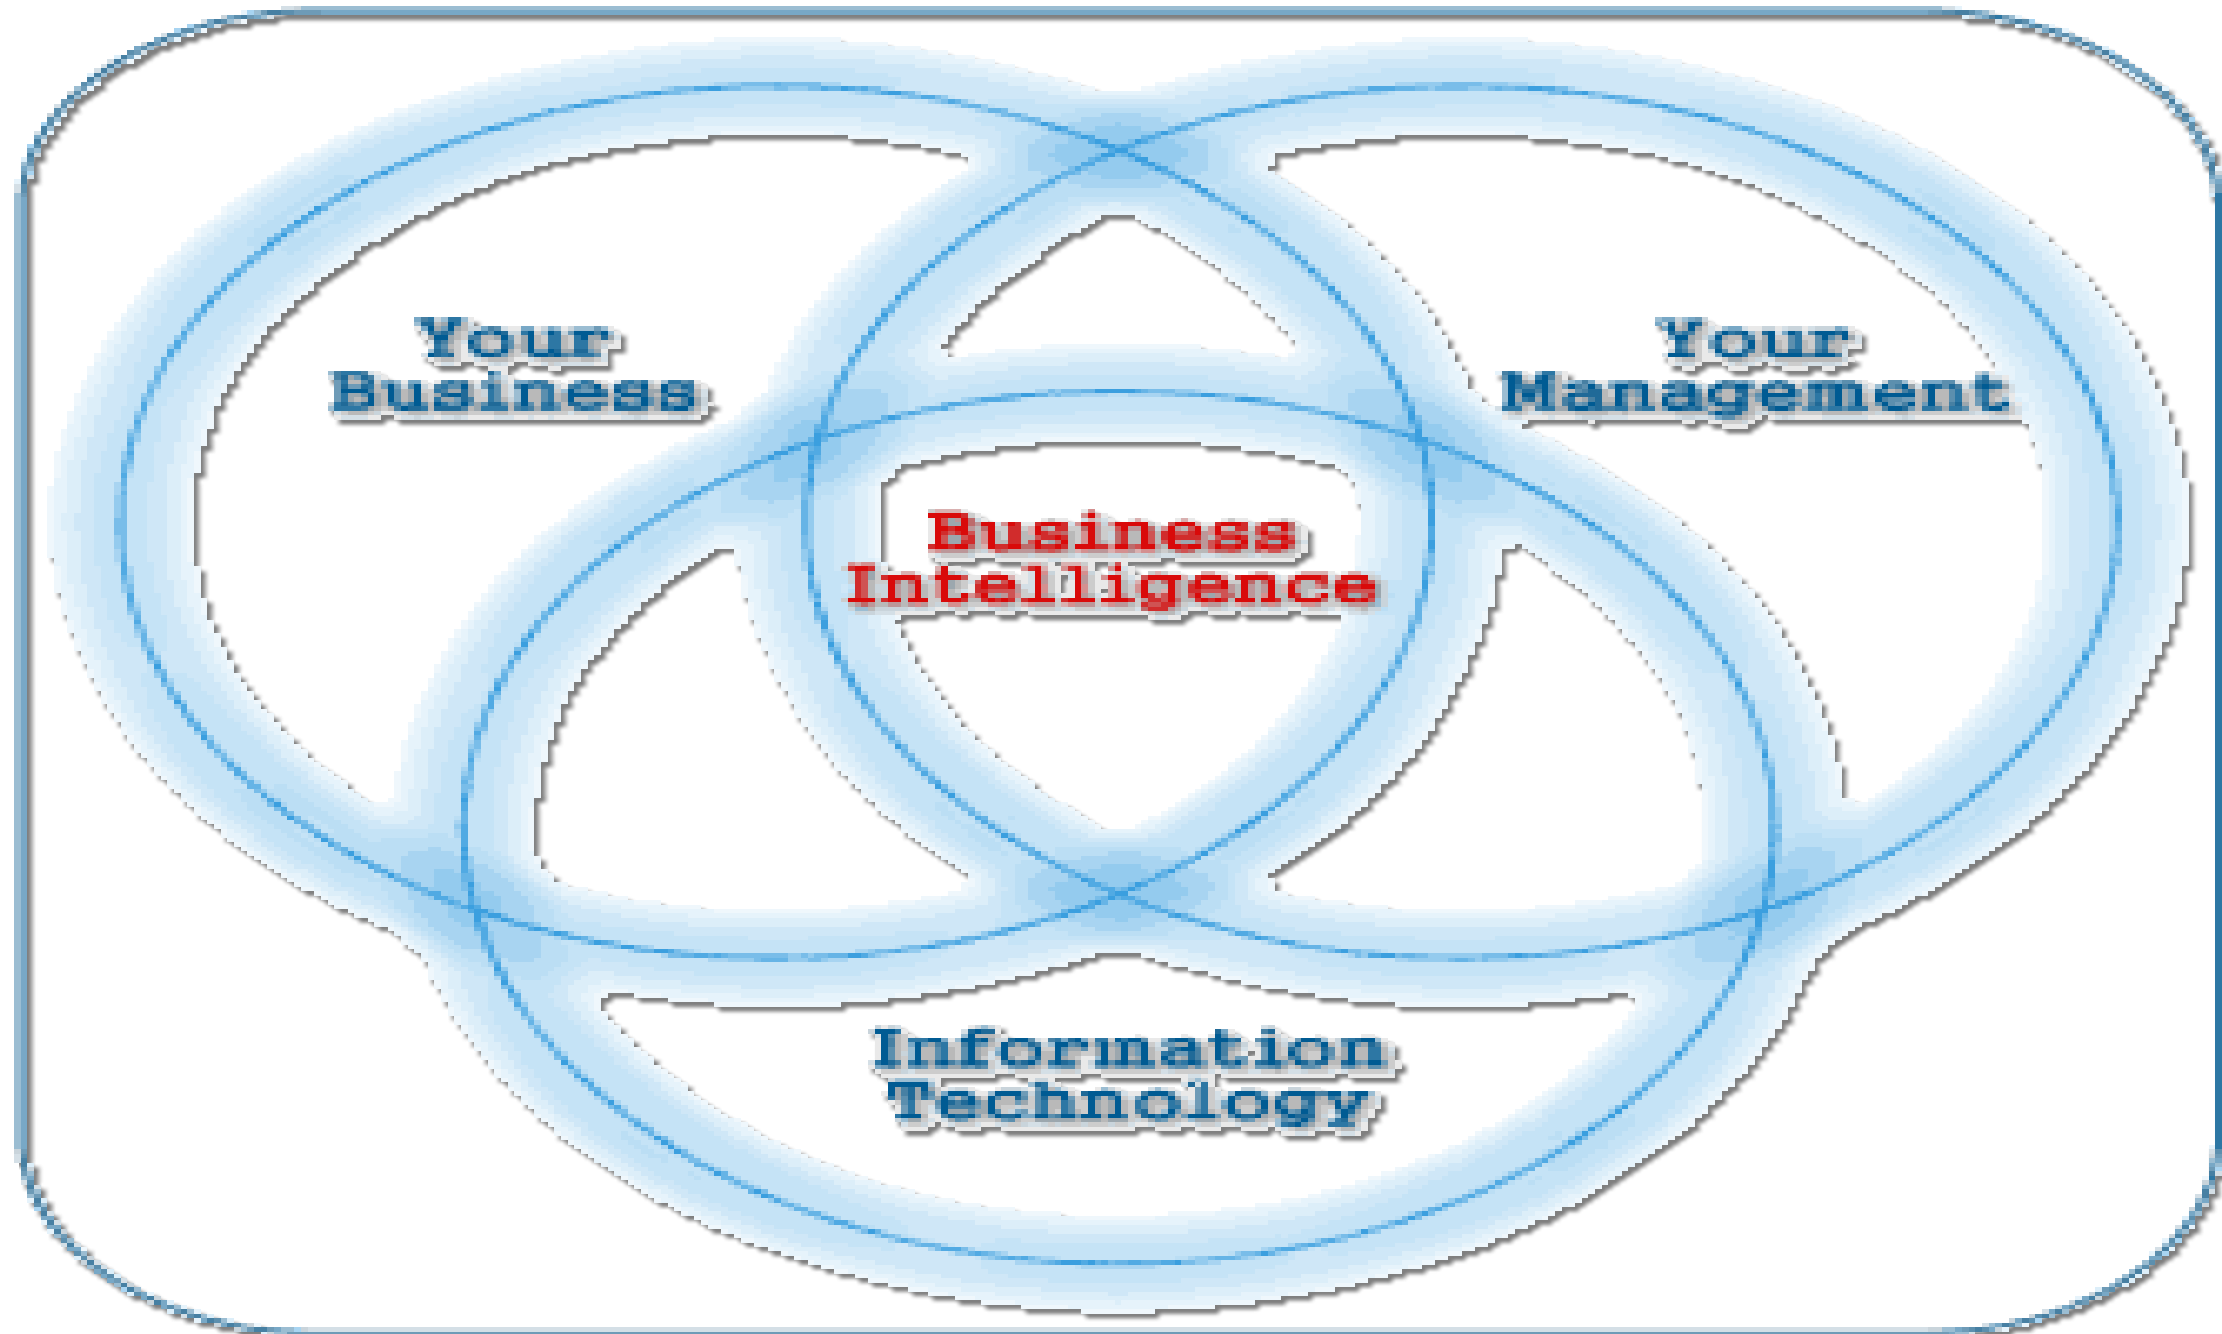 Your
Business
Your
Management
Business
Intelligence
Information
Technology